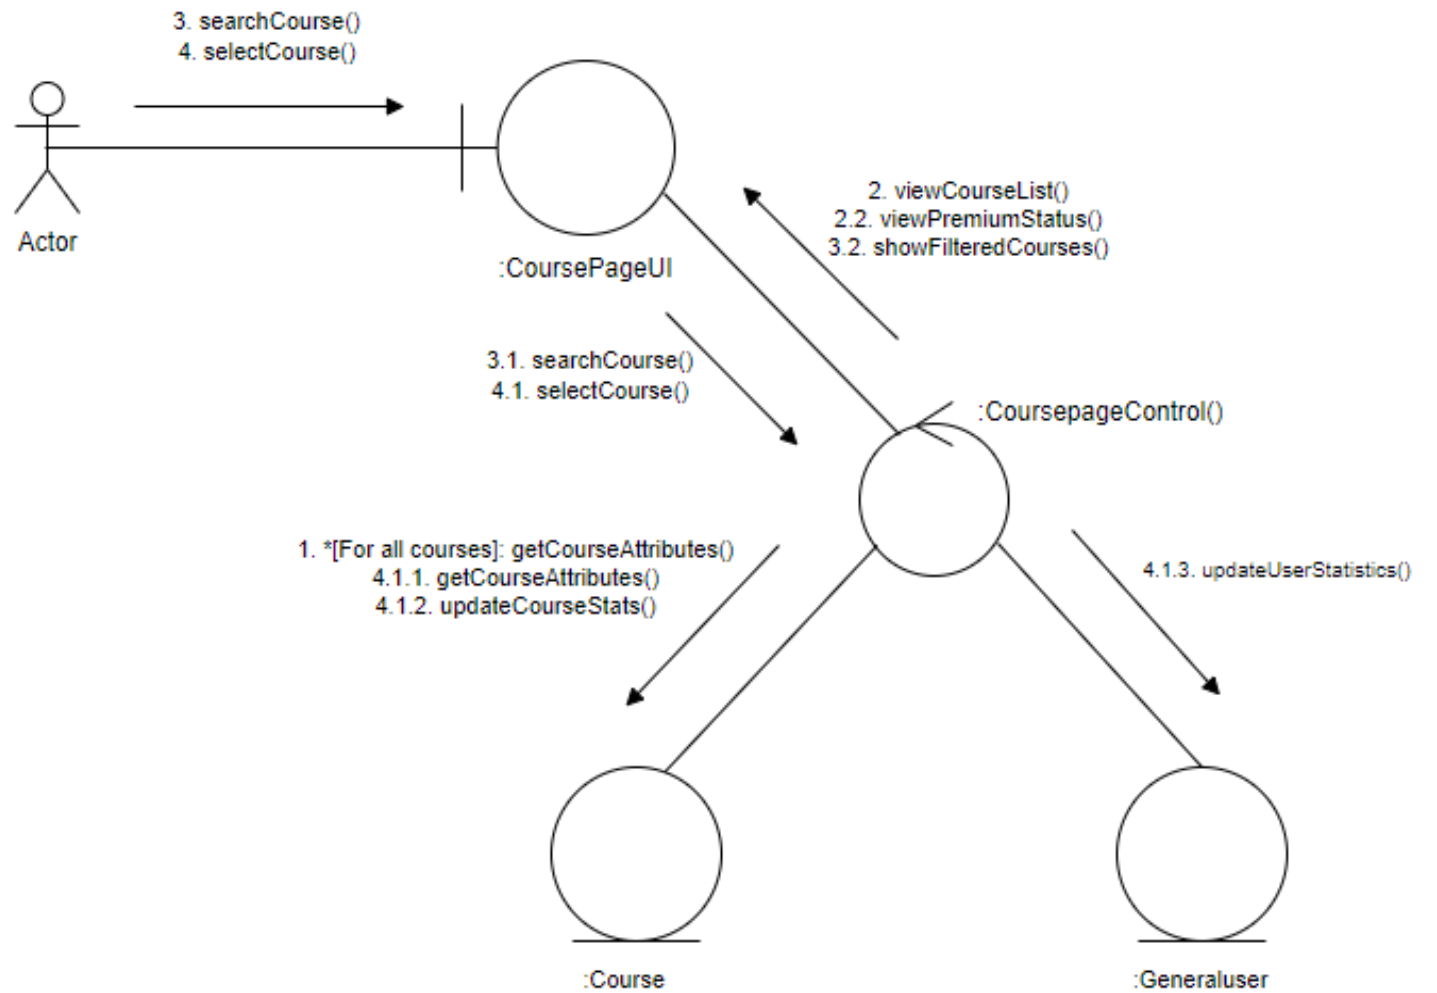 3. searchCourse()
4. selectCourse()
Actor
:CoursePageUI
2. viewCourseList()
2.2. viewPremiumStatus()
3.2. showFilteredCourses()
3.1. searchCourse()
4.1. selectCourse()
:CoursepageControl()
1. *[For all courses]: getCourseAttributes()
4.1.1. getCourseAttributes()
4.1.2. updateCourseStats()
4.1.3. updateUserStatistics()
:Course
:Generaluser